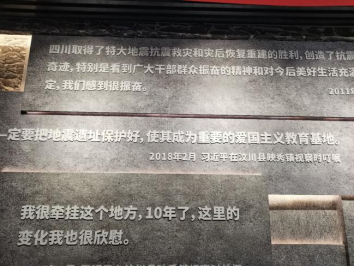 四川取得了特大地震抗震救灾和灾后恢复重建的胜利，创造了抗震
奇迹，特别是看到广大干部群众振奋的精神和对今后美好生活充
定，我们感到很振奋。
2011
一定要把地震遗址保护好，使其成为重要的爱国主义教育基地。
2018年2月 习近平在汶川县映秀镇视察时叮嘱
我很牵挂这个地方，10年了，这里的
变化我也很欣慰。